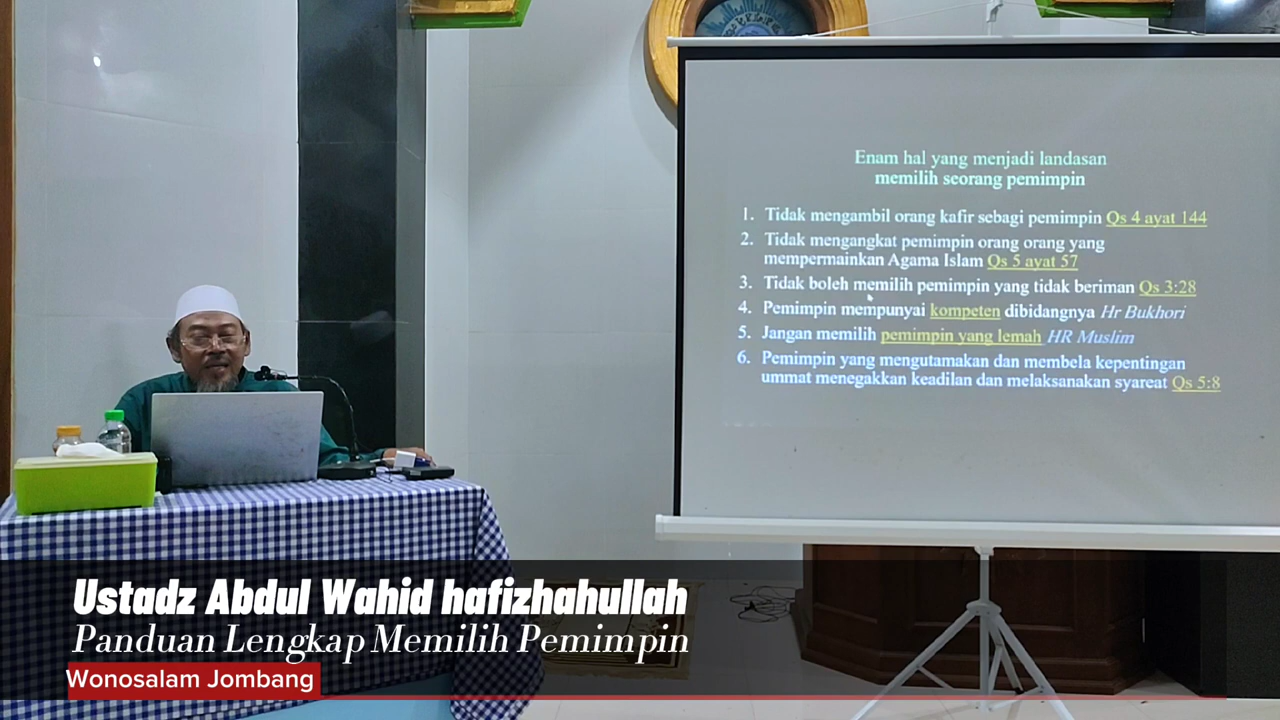 Enam hal yang menjadi landasan
memilih seorang pemimpin
1. Tidak mengambil orang kafir sebagi pemimpin Qs 4 ayat 144
2. Tidak mengangkat pemimpin orang orang yang
mempermainkan Agama Islam Qs 5 ayat 57
3. Tidak boleh memilih pemimpin yang tidak beriman Qs 3:28
4. Pemimpin mempunyai kompeten dibidangnya Hr Bukhori
5. Jangan memilih pemimpin yang lemah HR Muslim
6. Pemimpin yang mengutamakan dan membela kepentingan
ummat menegakkan keadilan dan melaksanakan syareat Qs 5:8
Ustadz Abdul Wahid hafizhahullah
Panduan Lengkap Memilih Pemimpin
Wonosalam Jombang